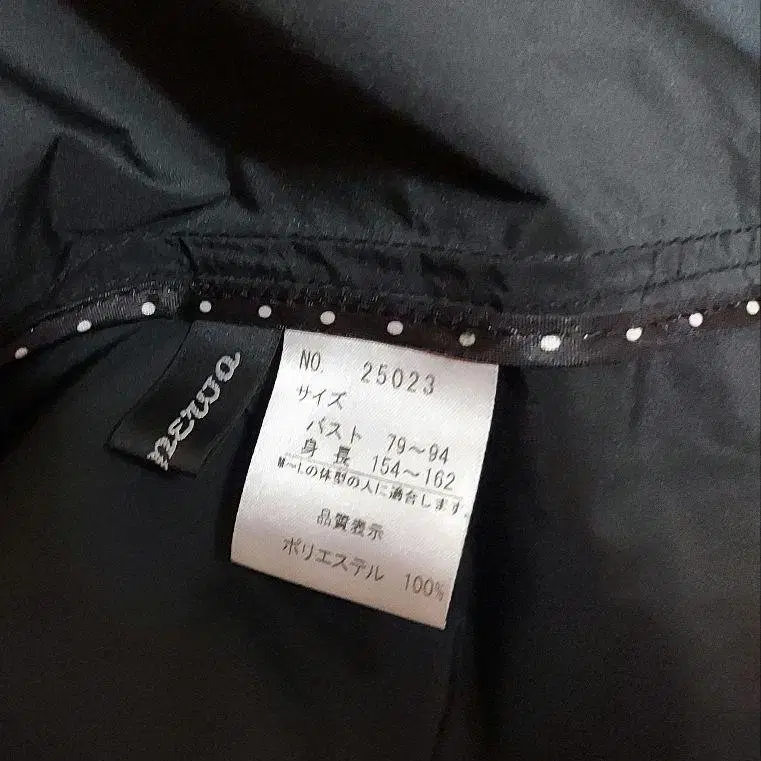 nerva
NO. 25023
サイズ
バスト 79~94
身長 154~162
M~Lの体型の人に適合します。
品質表示
ポリエステル 100%